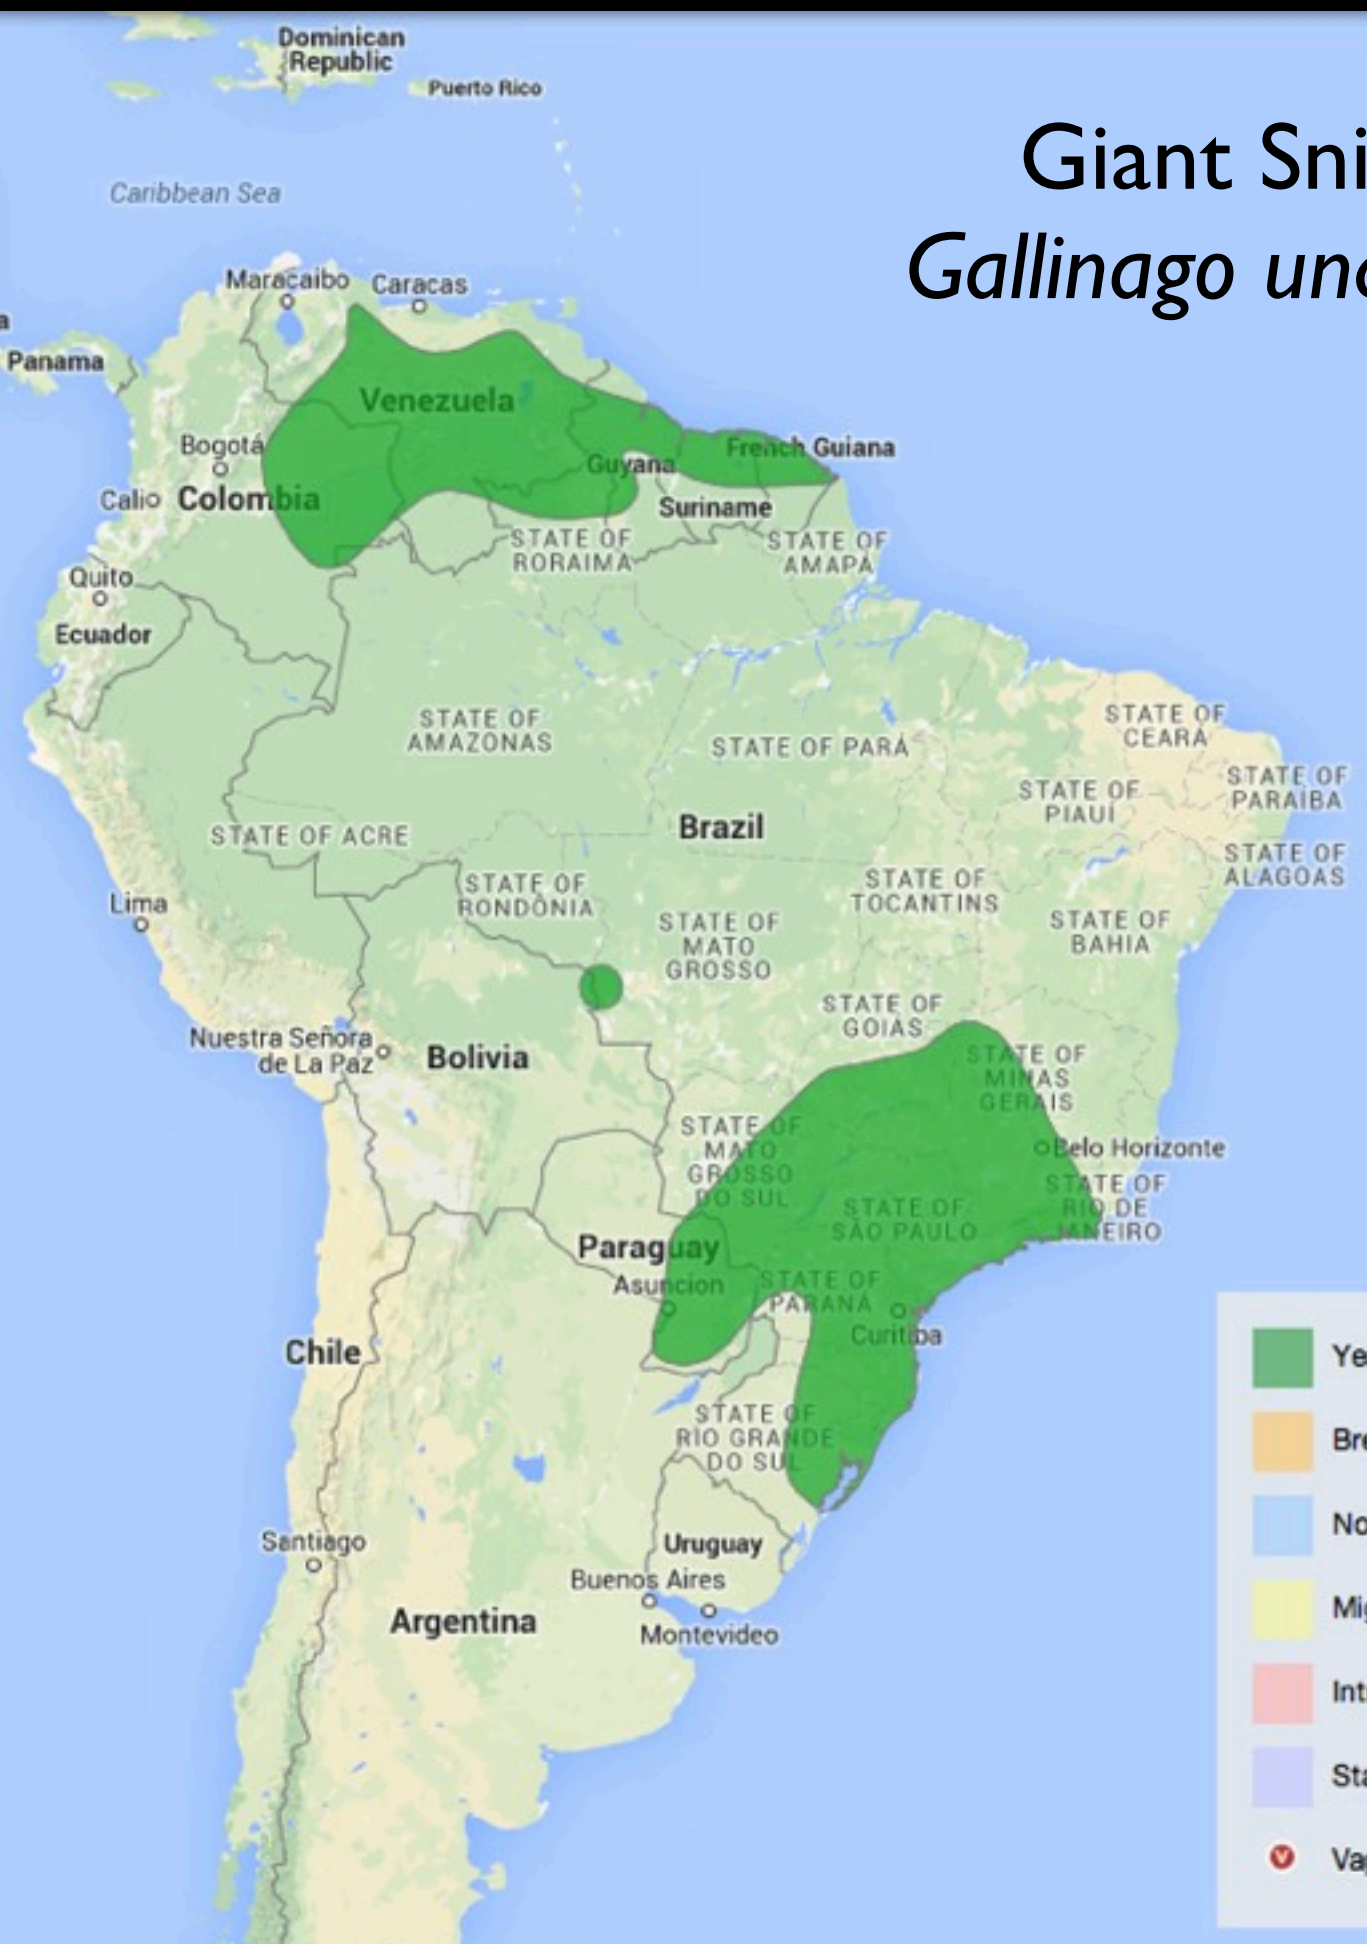 Dominican
Republic
Puerto Rico
Giant Sni
Gallinago und
Caribbean Sea
Maracaibo
Caracas
a
Panama
Venezuela
Bogotá
French Guiana
Guyana
Cali
Colombia
Suriname
STATE OF
RORAIMA
STATE OF
AMAPÁ
Quito
Ecuador
STATE OF
AMAZONAS
STATE OF PARÁ
STATE OF
CEARÁ
STATE OF
PIAUÍ
STATE OF
PARAÍBA
STATE OF ACRE
Brazil
STATE OF
ALAGOAS
STATE OF
RONDÔNIA
STATE OF
TOCANTINS
Lima
STATE OF
MATO
GROSSO
STATE OF
BAHIA
STATE OF
GOIÁS
Nuestra Señora
de La Paz
Bolivia
STATE OF
MINAS
GERAIS
STATE OF
MATO
GROSSO
DO SUL
Belo Horizonte
STATE OF
RIO DE
JANEIRO
STATE OF
SÃO PAULO
Paraguay
Asuncion
STATE OF
PARANÁ
Curitiba
Chile
STATE OF
RIO GRANDE
DO SUL
Santiago
Uruguay
Buenos Aires
Argentina
Montevideo
Ye
Bre
No
Mig
Int
Sta
V Va